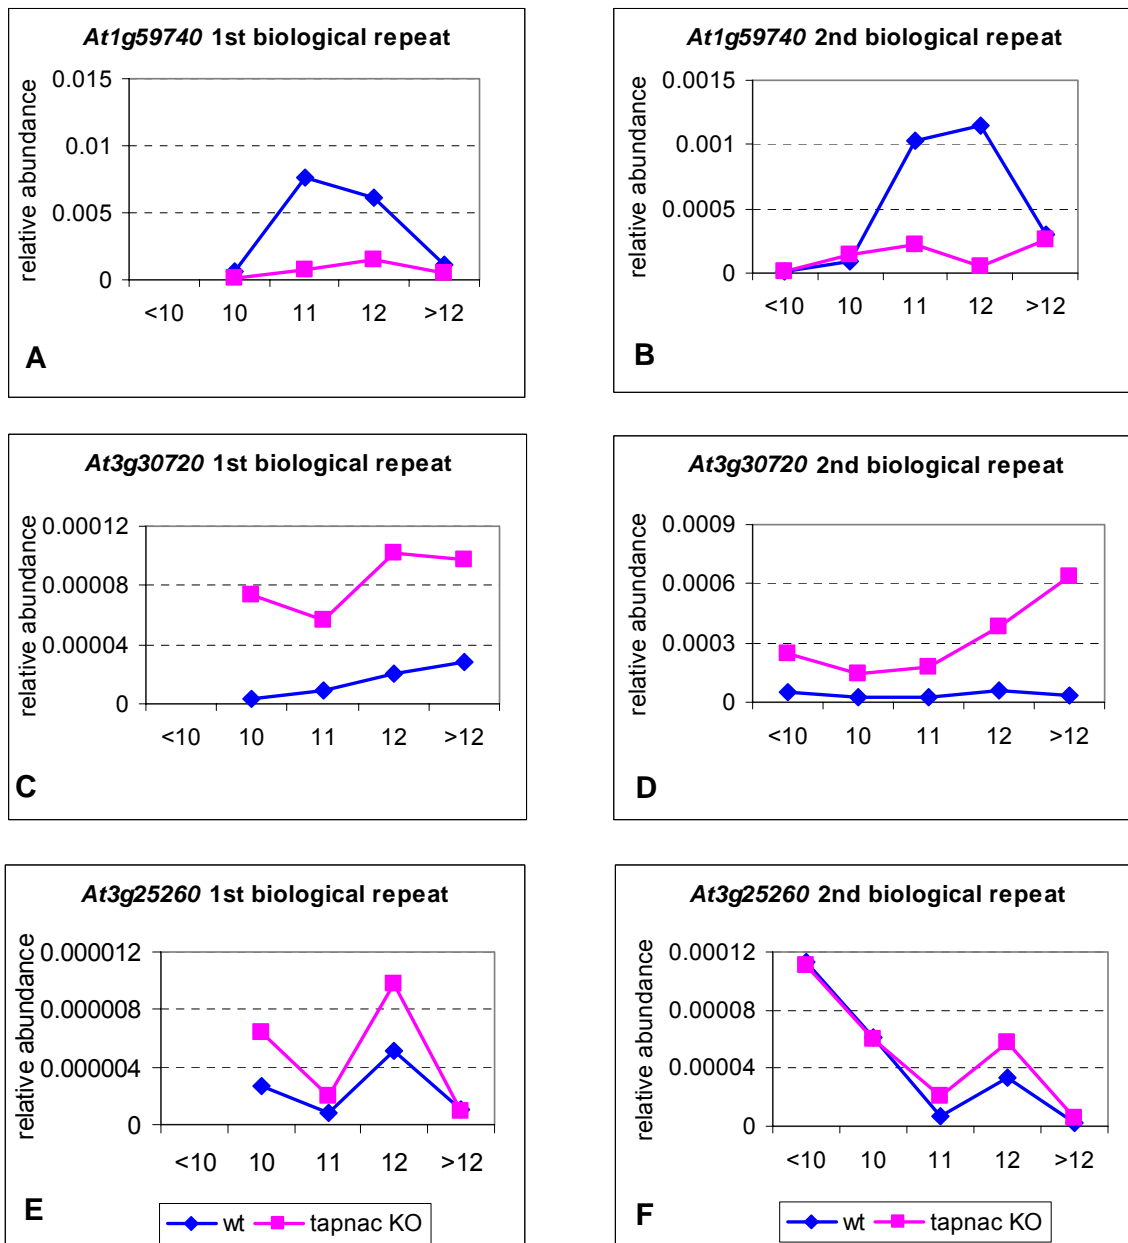 At1g59740 1st biological repeat
relative abundance
0.015
0.01
0.005
0
<10 10 11 12 >12
A
At1g59740 2nd biological repeat
relative abundance
0.0015
0.001
0.0005
0
<10 10 11 12 >12
B
At3g30720 1st biological repeat
relative abundance
0.00012
0.00008
0.00004
0
<10 10 11 12 >12
C
At3g30720 2nd biological repeat
relative abundance
0.0009
0.0006
0.0003
0
<10 10 11 12 >12
D
At3g25260 1st biological repeat
relative abundance
0.000012
0.000008
0.000004
0
<10 10 11 12 >12
E
wt tapnac KO
At3g25260 2nd biological repeat
relative abundance
0.00012
0.00008
0.00004
0
<10 10 11 12 >12
F
wt tapnac KO